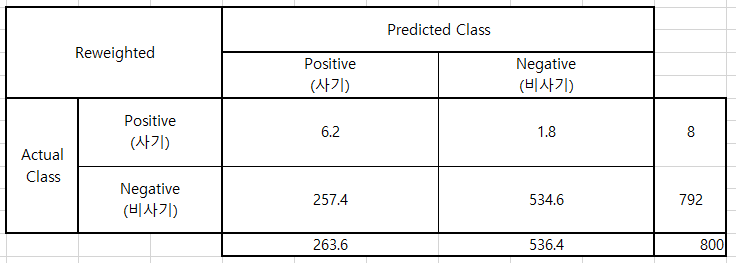 Reweighted
Predicted Class
Positive
(사기)
Negative
(비사기)
Actual
Class
Positive
(사기)
6.2
1.8
8
Negative
(비사기)
257.4
534.6
792
263.6
536.4
800